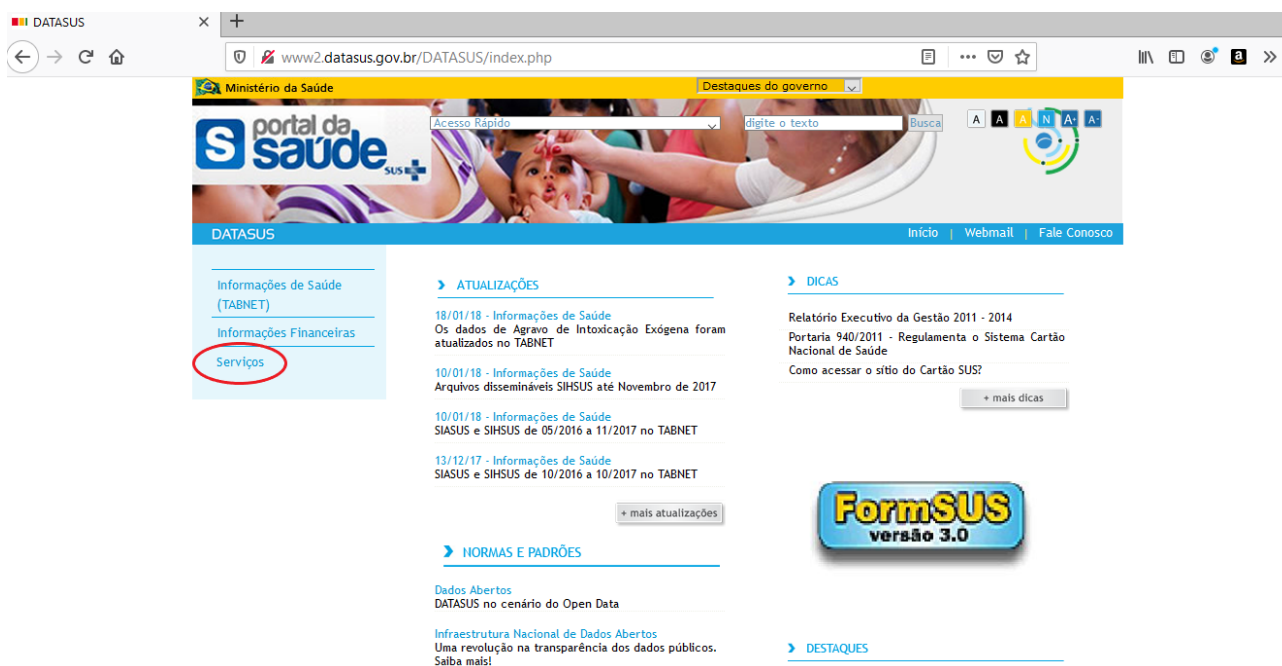 DATASUS
www2.datasus.gov.br/DATASUS/index.php
Ministério da Saúde
Destaques do governo
portal da
saúde
SUS
Acesso Rápido
digite o texto
Busca
A A A N A+ A-
DATASUS
Início | Webmail | Fale Conosco
Informações de Saúde
(TABNET)
Informações Financeiras
Serviços
ATUALIZAÇÕES
18/01/18 - Informações de Saúde
Os dados de Agravo de Intoxicação Exógena foram
atualizados no TABNET
10/01/18 - Informações de Saúde
Arquivos dissemináveis SIHSUS até Novembro de 2017
10/01/18 - Informações de Saúde
SIASUS e SIHSUS de 05/2016 a 11/2017 no TABNET
13/12/17 - Informações de Saúde
SIASUS e SIHSUS de 10/2016 a 10/2017 no TABNET
+ mais atualizações
NORMAS E PADRÕES
Dados Abertos
DATASUS no cenário do Open Data
Infraestrutura Nacional de Dados Abertos
Uma revolução na transparência dos dados públicos.
Saiba mais!
DICAS
Relatório Executivo da Gestão 2011 - 2014
Portaria 940/2011 - Regulamenta o Sistema Cartão
Nacional de Saúde
Como acessar o sítio do Cartão SUS?
+ mais dicas
FormSUS
versão 3.0
DESTAQUES